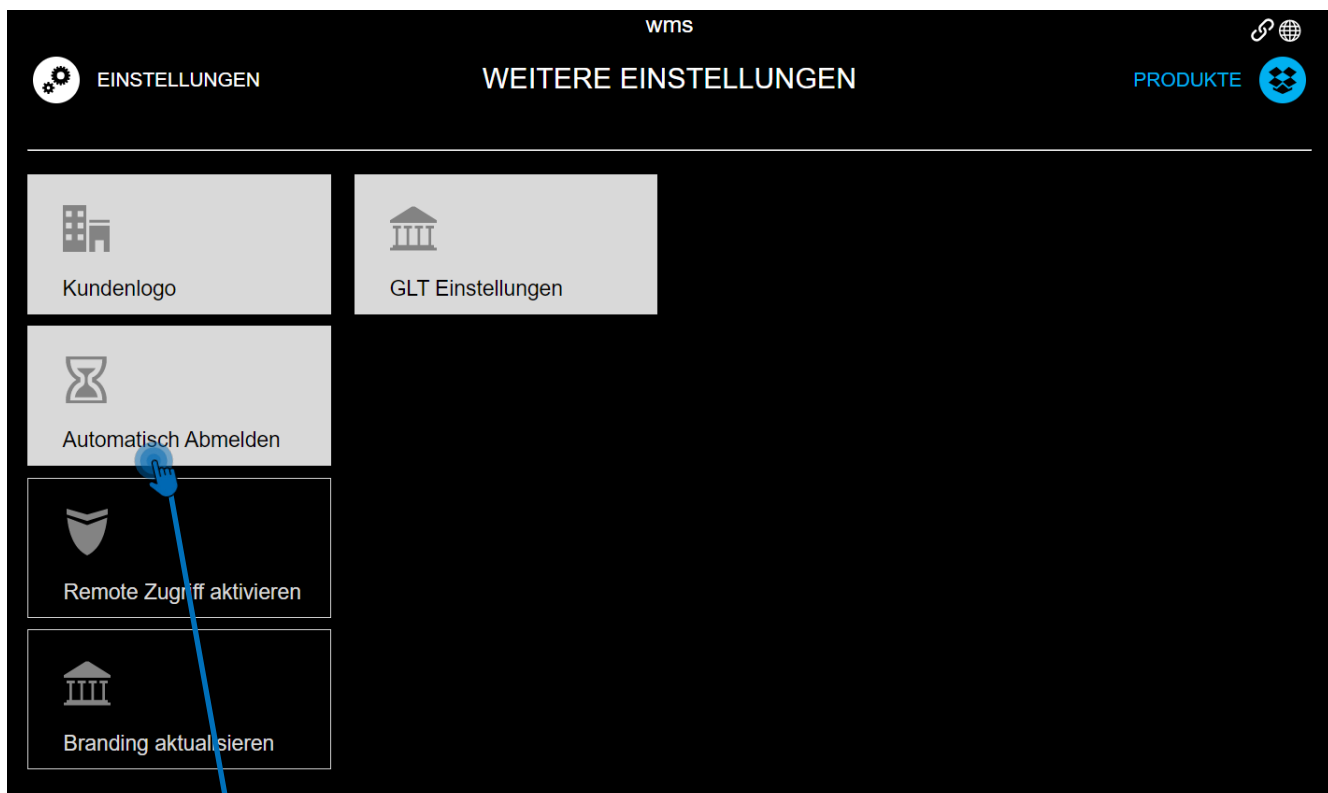 wms
EINSTELLUNGEN
WEITERE EINSTELLUNGEN
PRODUKTE
Kundenlogo
GLT Einstellungen
Automatisch Abmelden
Remote Zugriff aktivieren
Branding aktualisieren